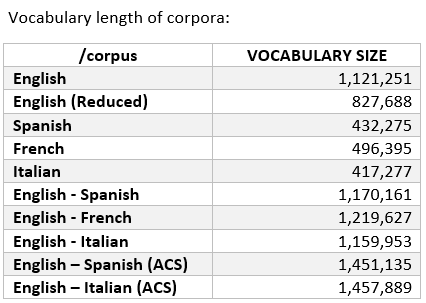 Vocabulary length of corpora:
/corpus VOCABULARY SIZE
English 1,121,251
English (Reduced) 827,688
Spanish 432,275
French 496,395
Italian 417,277
English - Spanish 1,170,161
English - French 1,219,627
English - Italian 1,159,953
English – Spanish (ACS) 1,451,135
English – Italian (ACS) 1,457,889